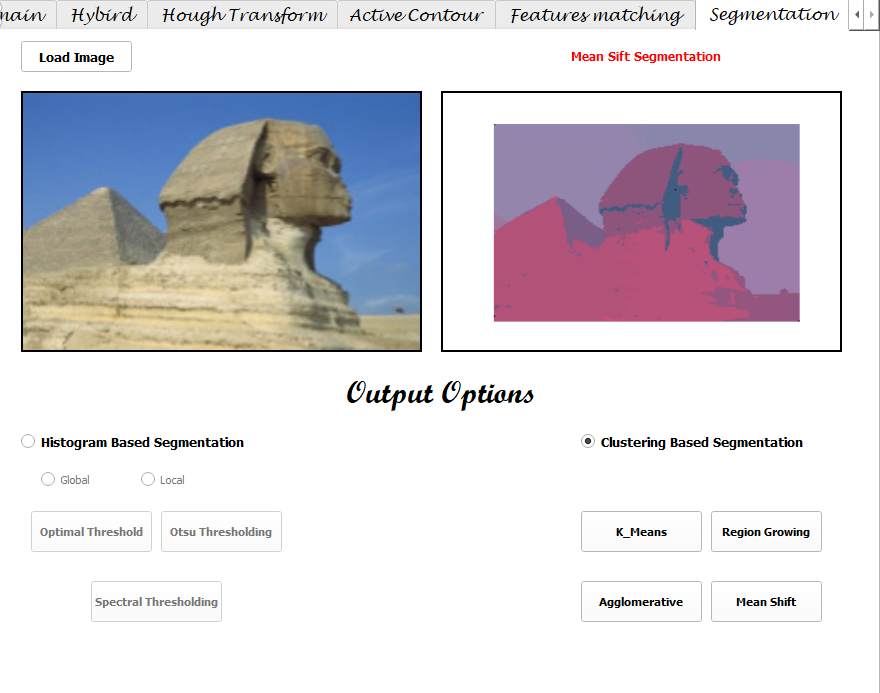 Hybird Hough Transform Active Contour Features matching Segmentation
Load Image
Mean Sift Segmentation
Output Options
Histogram Based Segmentation
Clustering Based Segmentation
Global Local
Optimal Threshold Otsu Thresholding
K_Means Region Growing
Spectral Thresholding
Agglomerative Mean Shift